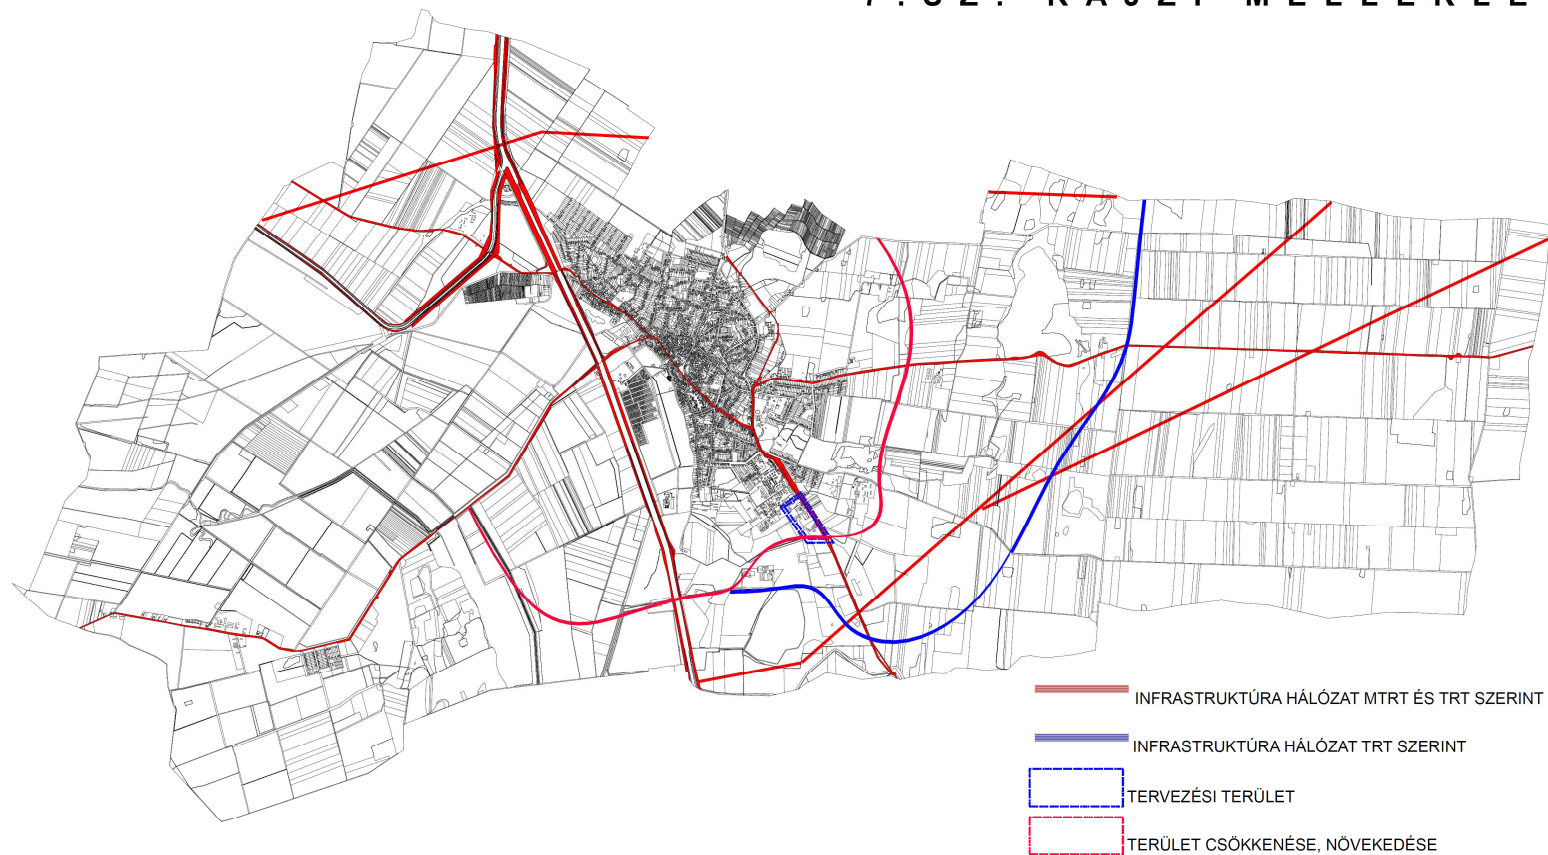 INFRASTRUKTÚRA HÁLÓZAT MTRT ÉS TRT SZERINT
INFRASTRUKTÚRA HÁLÓZAT TRT SZERINT
TERVEZÉSI TERÜLET
TERÜLET CSÖKKENÉSE, NÖVEKEDÉSE